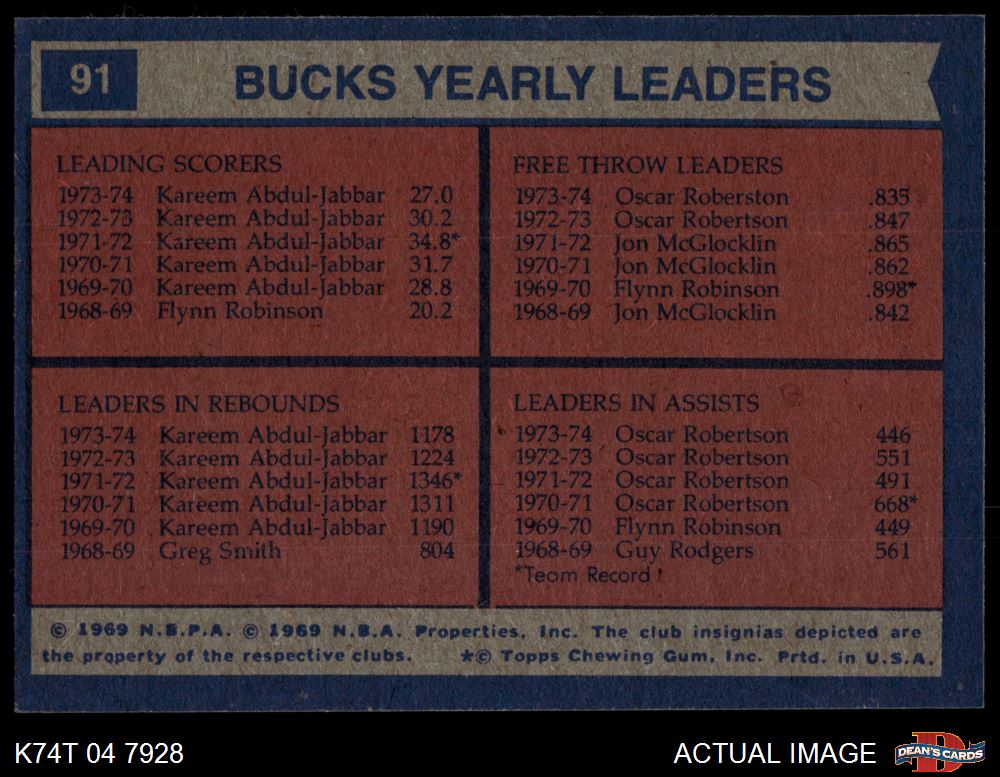 91 BUCKS YEARLY LEADERS
LEADING SCORERS
1973-74 Kareem Abdul-Jabbar 27.0
1972-73 Kareem Abdul-Jabbar 30.2
1971-72 Kareem Abdul-Jabbar 34.8*
1970-71 Kareem Abdul-Jabbar 31.7
1969-70 Kareem Abdul-Jabbar 28.8
1968-69 Flynn Robinson 20.2
FREE THROW LEADERS
1973-74 Oscar Roberston .835
1972-73 Oscar Robertson .847
1971-72 Jon McGlocklin .865
1970-71 Jon McGlocklin .862
1969-70 Flynn Robinson .898*
1968-69 Jon McGlocklin .842
LEADERS IN REBOUNDS
1973-74 Kareem Abdul-Jabbar 1178
1972-73 Kareem Abdul-Jabbar 1224
1971-72 Kareem Abdul-Jabbar 1346*
1970-71 Kareem Abdul-Jabbar 1311
1969-70 Kareem Abdul-Jabbar 1190
1968-69 Greg Smith 804
LEADERS IN ASSISTS
1973-74 Oscar Robertson 446
1972-73 Oscar Robertson 551
1971-72 Oscar Robertson 491
1970-71 Oscar Robertson 668*
1969-70 Flynn Robinson 449
1968-69 Guy Rodgers 561
*Team Record
© 1969 N.B.P.A. © 1969 N.B.A. Properties, Inc. The club insignias depicted are
the property of the respective clubs. *© Topps Chewing Gum, Inc. Prtd. in U.S.A.
K74T 04 7928
ACTUAL IMAGE
D
DEAN'S CARDS